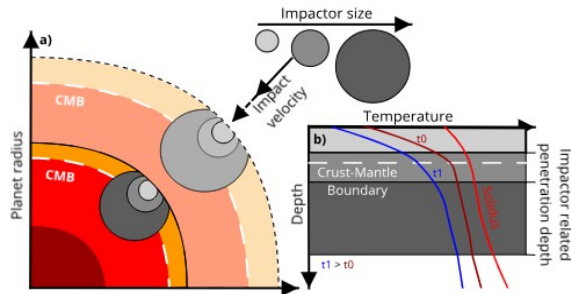 Impactor size
a)
CMB
Impact
velocity
Planet radius
CMB
Temperature
b)
t0
Crust-Mantle
t1
Boundary
Solidus
Depth
t1 > t0
Impactor related
penetration depth